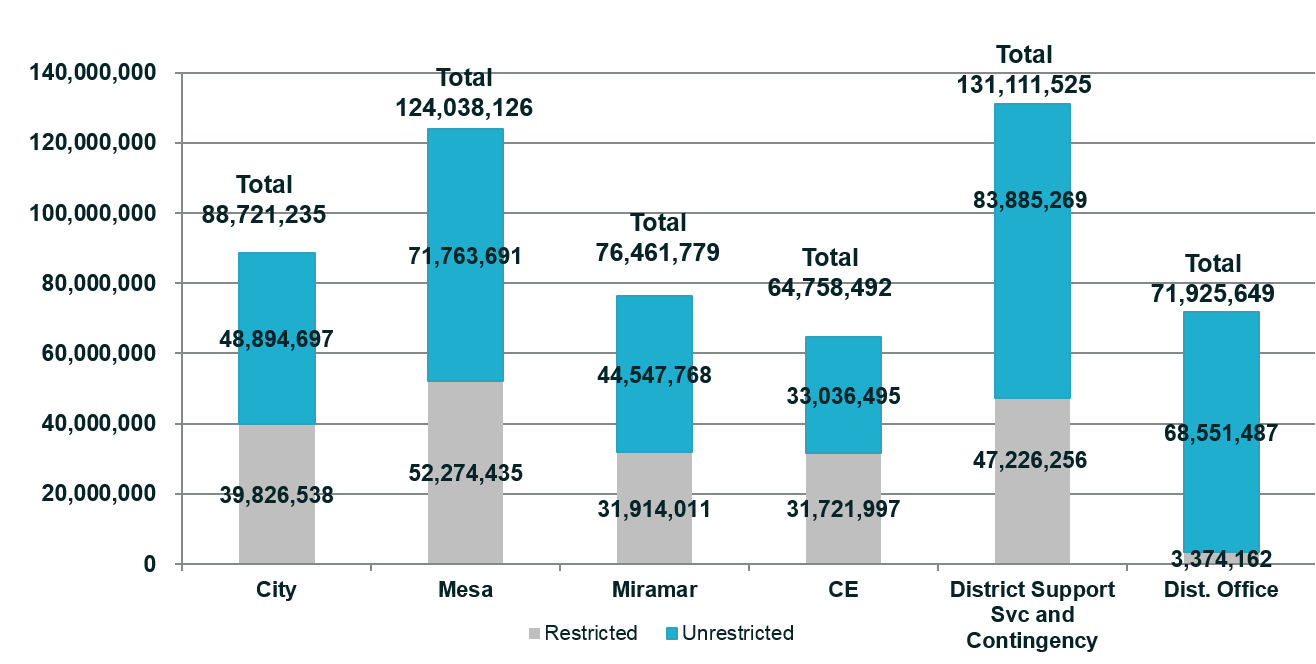 Total
131,111,525
140,000,000
Total
124,038,126
120,000,000
Total
88,721,235
100,000,000
83,885,269
Total
76,461,779
71,763,691
Total
64,758,492
Total
71,925,649
80,000,000
48,894,697
60,000,000
44,547,768
33,036,495
40,000,000
68,551,487
52,274,435
47,226,256
20,000,000
39,826,538
31,914,011
31,721,997
3,374,162
0
City
Mesa
Miramar
CE
District Support
Svc and
Contingency
Dist. Office
Restricted
Unrestricted